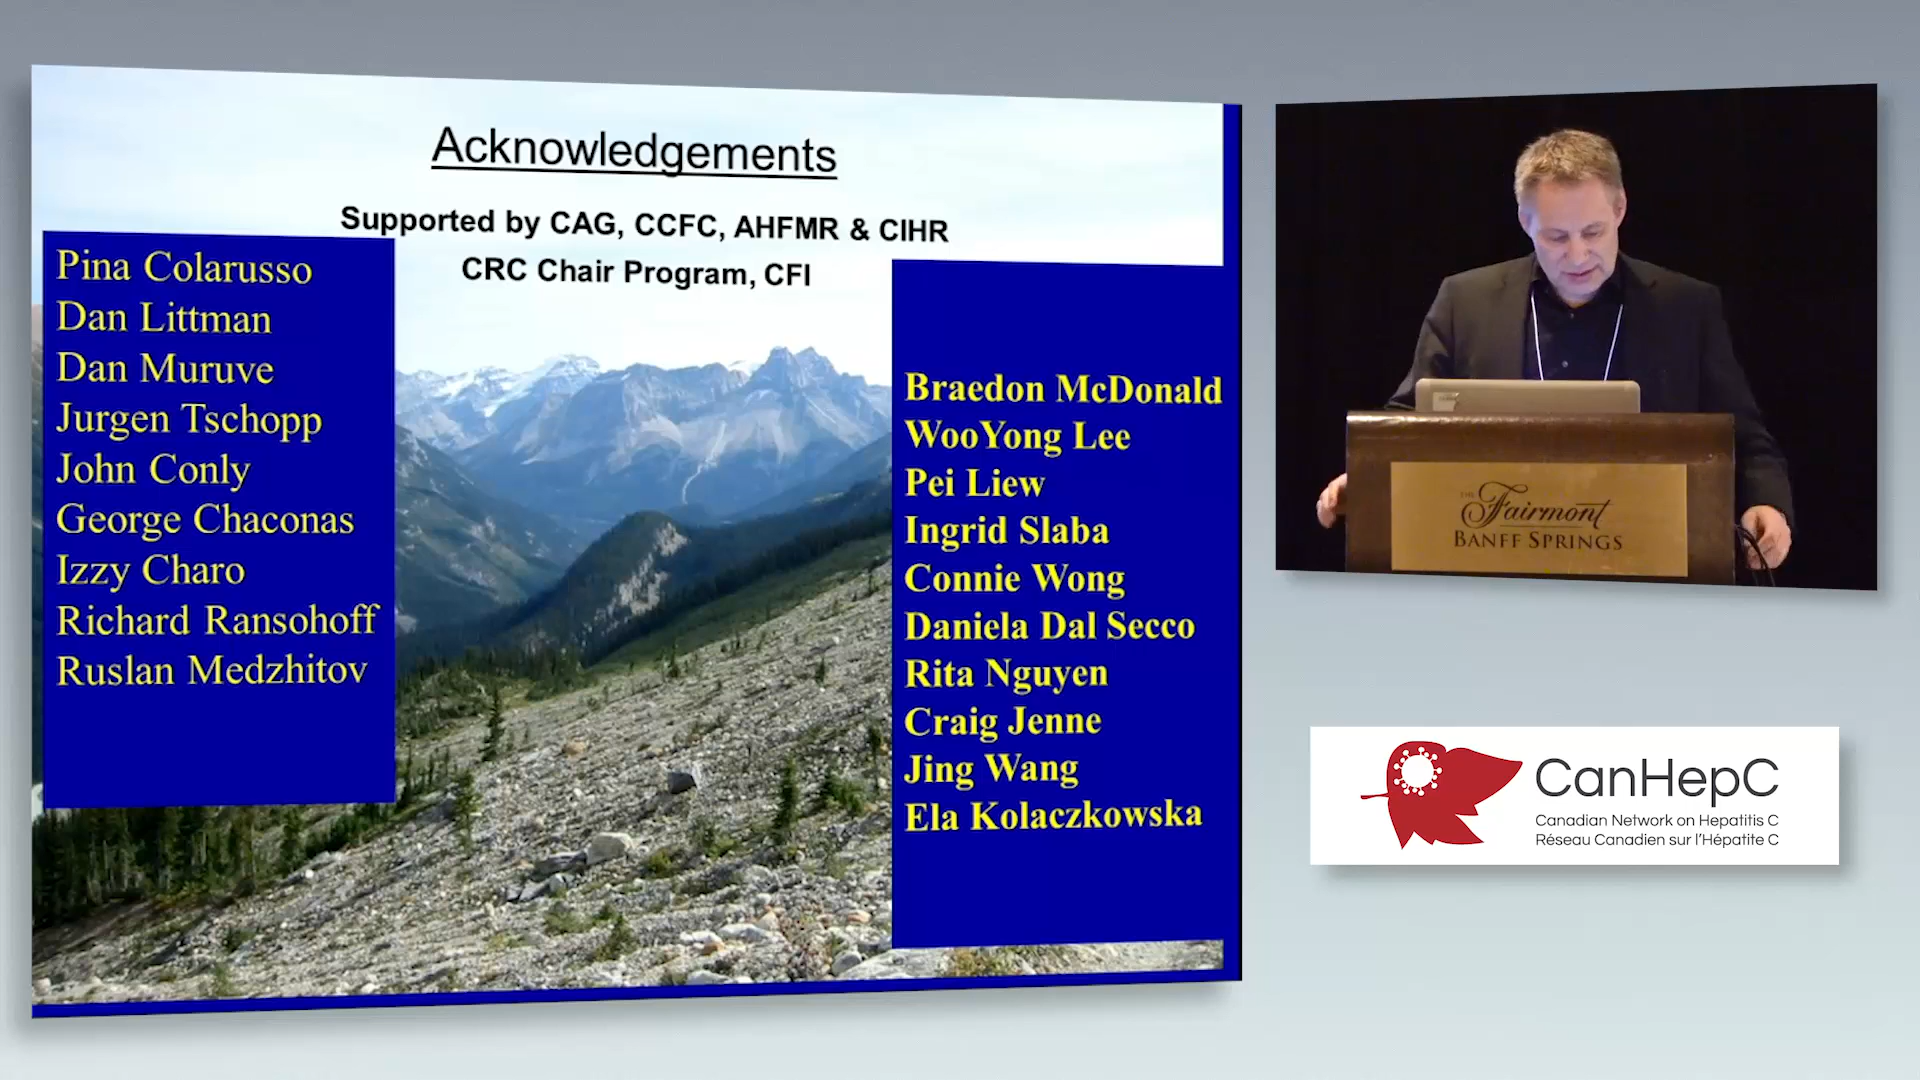 Acknowledgements
Supported by CAG, CCFC, AHFMR & CIHR
CRC Chair Program, CFI
Pina Colarusso
Dan Littman
Dan Muruve
Jurgen Tschopp
John Conly
George Chaconas
Izzy Charo
Richard Ransohoff
Ruslan Medzhitov
Braedon McDonald
WooYong Lee
Pei Liew
Ingrid Slaba
Connie Wong
Daniela Dal Secco
Rita Nguyen
Craig Jenne
Jing Wang
Ela Kolaczkowska
THE Fairmont
BANFF SPRINGS
CanHepC
Canadian Network on Hepatitis C
Réseau Canadien sur l'Hépatite C